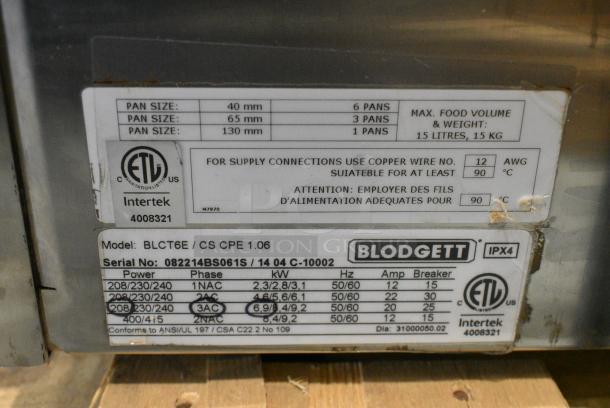 PAN SIZE: 40 mm 6 PANS
PAN SIZE: 65 mm 3 PANS
PAN SIZE: 130 mm 1 PANS
MAX. FOOD VOLUME
& WEIGHT:
15 LITRES, 15 KG
ETL
C US
Intertek
4008321
FOR SUPPLY CONNECTIONS USE COPPER WIRE NO. 12 AWG
SUIATEBLE FOR AT LEAST 90 °C
ATTENTION: EMPLOYER DES FILS
D'ALIMENTATION ADEQUATES POUR 90 °C
Model: BLCT6E / CS CPE 1.06
Serial No: 082214BS061S / 14 04 C-10002
BLODGETT
IPX4
Power Phase kW Hz Amp Breaker
208/230/240 1NAC 2,3/2,8/3,1 50/60 12 15
208/230/240 2AC 4,6/5,6/6,1 50/60 22 30
208/230/240 3AC 6,9/8,4/9,2 50/60 20 25
400/415 2NAC 8,4/9,2 50/60 12 15
Conforms to ANSI/UL 197 / CSA C22.2 No 109
Dia: 31000050.02
ETL
C US
Intertek
4008321